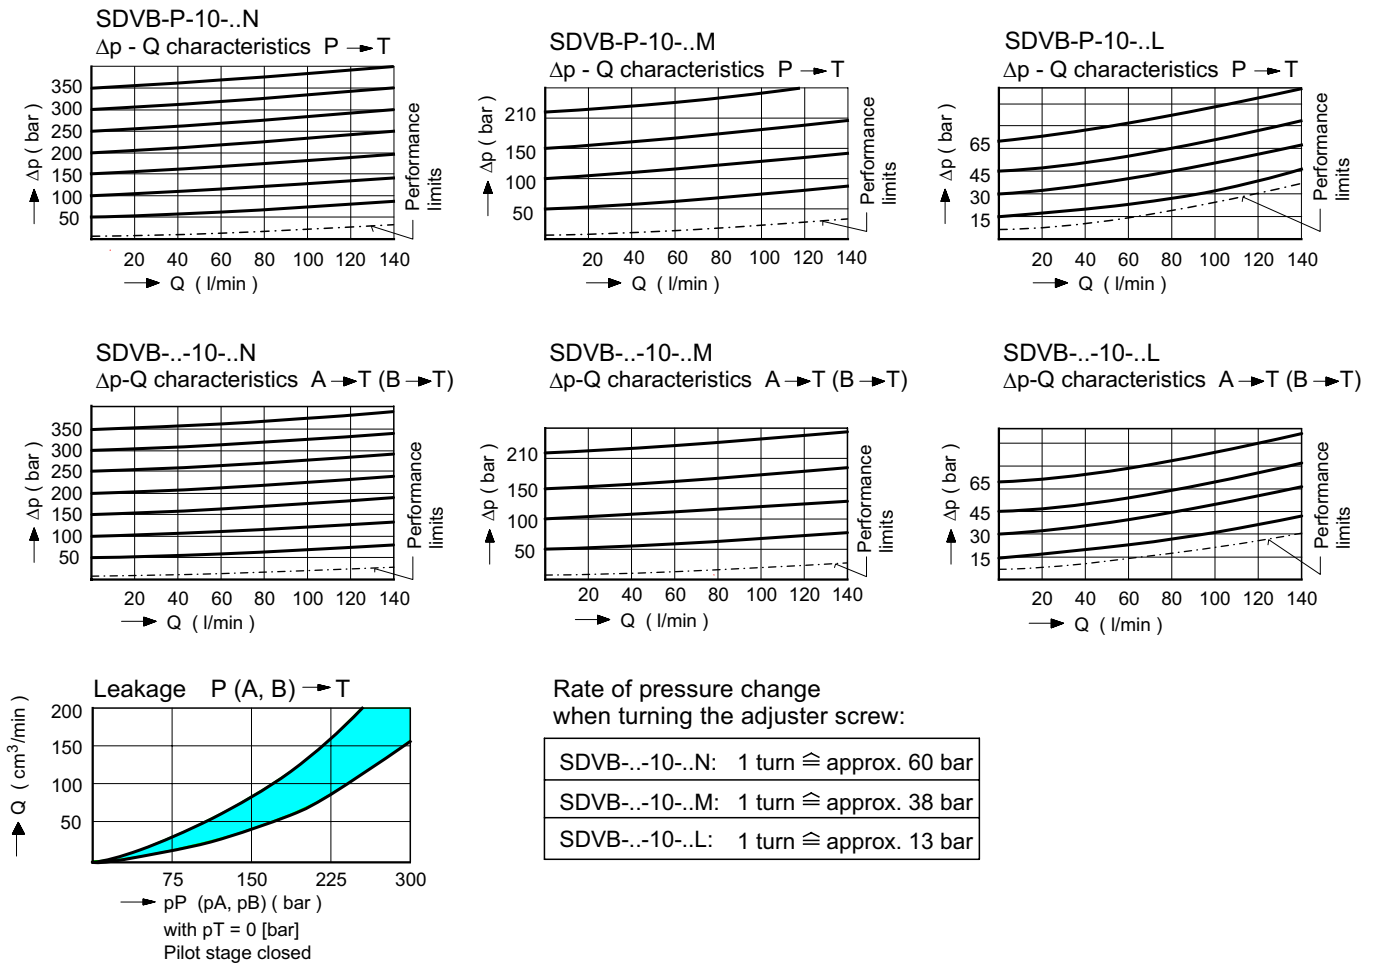 SDVB-P-10-..N
Δp - Q characteristics P → T
Δp ( bar )
350
300
250
200
150
100
50
20 40 60 80 100 120 140
Q ( l/min )
Performance
limits
SDVB-P-10-..M
Δp - Q characteristics P → T
Δp ( bar )
210
150
100
50
20 40 60 80 100 120 140
Q ( l/min )
Performance
limits
SDVB-P-10-..L
Δp - Q characteristics P → T
Δp ( bar )
65
45
30
15
20 40 60 80 100 120 140
Q ( l/min )
Performance
limits
SDVB-..-10-..N
Δp-Q characteristics A → T (B → T)
Δp ( bar )
350
300
250
200
150
100
50
20 40 60 80 100 120 140
Q ( l/min )
Performance
limits
SDVB-..-10-..M
Δp-Q characteristics A → T (B → T)
Δp ( bar )
210
150
100
50
20 40 60 80 100 120 140
Q ( l/min )
Performance
limits
SDVB-..-10-..L
Δp-Q characteristics A → T (B → T)
Δp ( bar )
65
45
30
15
20 40 60 80 100 120 140
Q ( l/min )
Performance
limits
Leakage P (A, B) → T
Q ( cm³/min )
200
150
100
50
75 150 225 300
pP (pA, pB) ( bar )
with pT = 0 [bar]
Pilot stage closed
Rate of pressure change
when turning the adjuster screw:
SDVB-..-10-..N: 1 turn ≙ approx. 60 bar
SDVB-..-10-..M: 1 turn ≙ approx. 38 bar
SDVB-..-10-..L: 1 turn ≙ approx. 13 bar